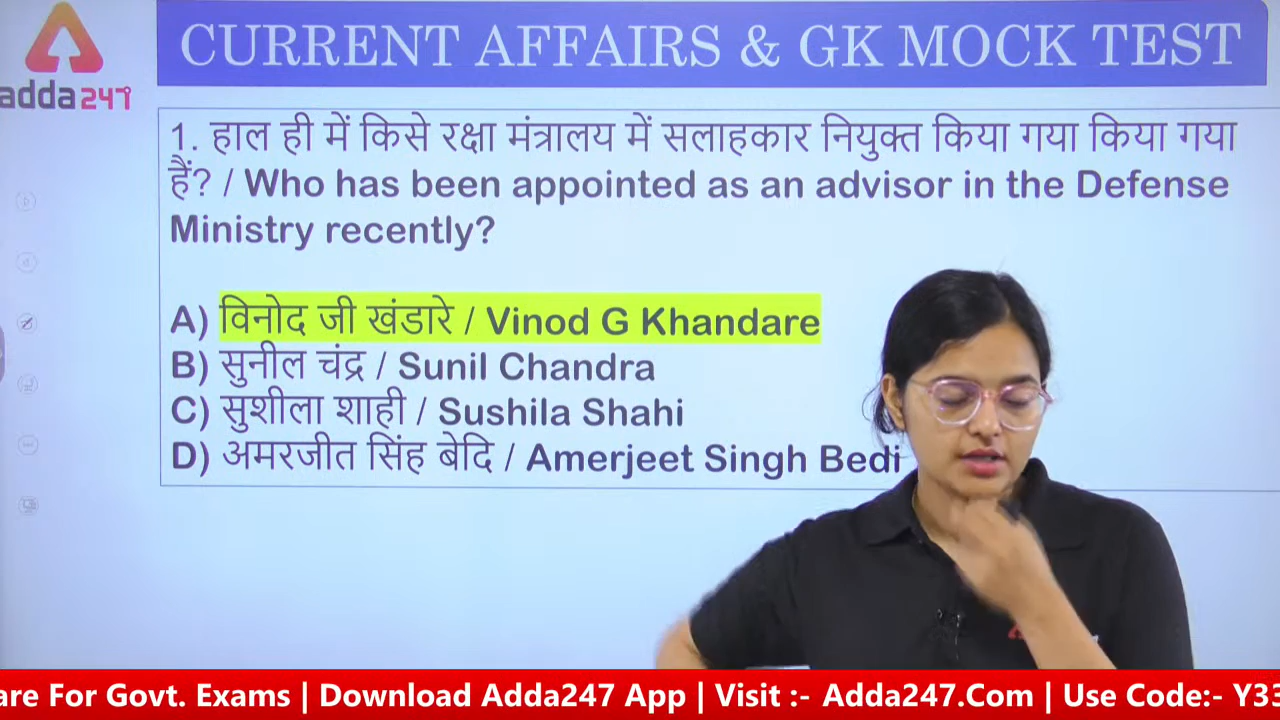 CURRENT AFFAIRS & GK MOCK TEST
adda247
1. हाल ही में किसे रक्षा मंत्रालय में सलाहकार नियुक्त किया गया किया गया
हैं? / Who has been appointed as an advisor in the Defense
Ministry recently?
A) विनोद जी खंडारे / Vinod G Khandare
B) सुनील चंद्र / Sunil Chandra
C) सुशीला शाही / Sushila Shahi
D) अमरजीत सिंह बेदि / Amerjeet Singh Bedi
are For Govt. Exams | Download Adda247 App | Visit :- Adda247.Com | Use Code:- Y33